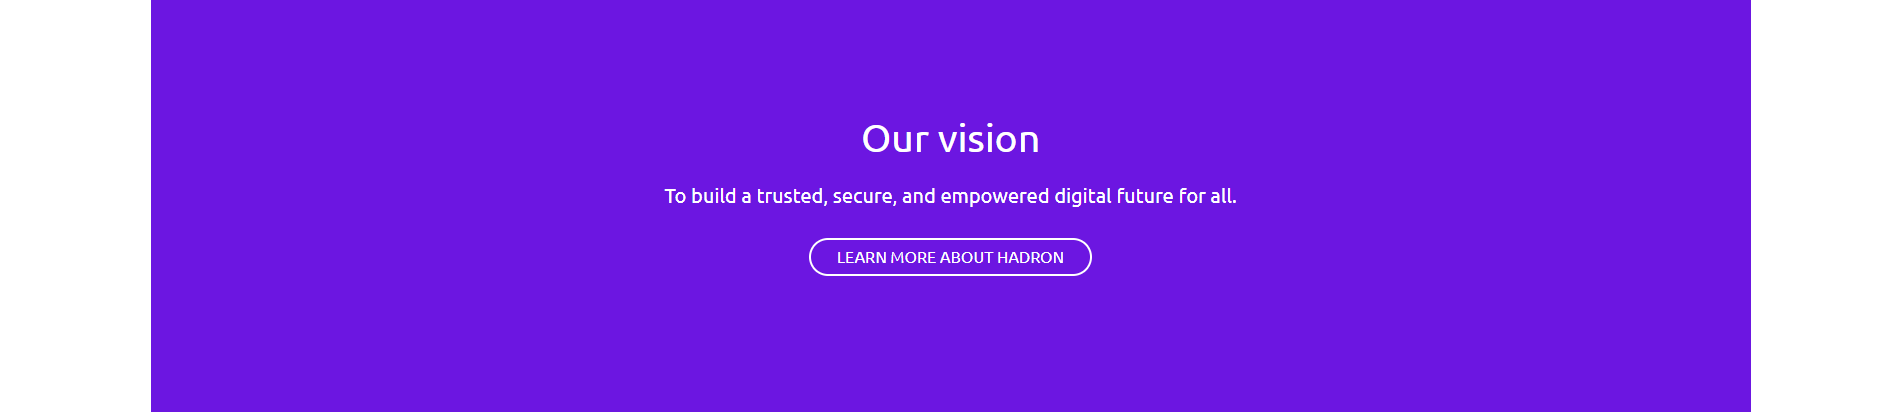 Our vision
To build a trusted, secure, and empowered digital future for all.
LEARN MORE ABOUT HADRON